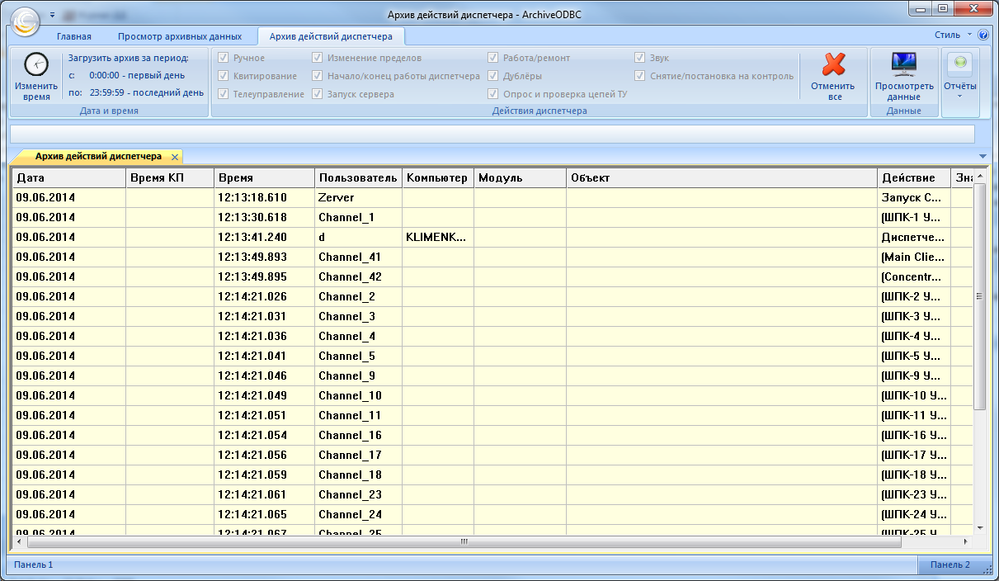 Архив действий диспетчера - ArchiveODBC
Главная Просмотр архивных данных Архив действий диспетчера Стиль
Изменить время
Загрузить архив за период:
с: 0:00:00 - первый день
по: 23:59:59 - последний день
Дата и время
Ручное Изменение пределов Работа/ремонт Звук
Квитирование Начало/конец работы диспетчера Дублёры Снятие/постановка на контроль
Телеуправление Запуск сервера Опрос и проверка цепей ТУ
Отменить все
Действия диспетчера
Просмотреть данные
Данные
Отчёты
Архив действий диспетчера
Дата Время КП Время Пользователь Компьютер Модуль Объект Действие Зна
09.06.2014 12:13:18.610 Zerver Запуск С...
09.06.2014 12:13:30.618 Channel_1 (ШПК-1 У...
09.06.2014 12:13:41.240 d KLIMENK... Диспетче...
09.06.2014 12:13:49.893 Channel_41 (Main Clie...
09.06.2014 12:13:49.895 Channel_42 (Concentr...
09.06.2014 12:14:21.026 Channel_2 (ШПК-2 У...
09.06.2014 12:14:21.031 Channel_3 (ШПК-3 У...
09.06.2014 12:14:21.036 Channel_4 (ШПК-4 У...
09.06.2014 12:14:21.041 Channel_5 (ШПК-5 У...
09.06.2014 12:14:21.046 Channel_9 (ШПК-9 У...
09.06.2014 12:14:21.049 Channel_10 (ШПК-10 У...
09.06.2014 12:14:21.051 Channel_11 (ШПК-11 У...
09.06.2014 12:14:21.054 Channel_16 (ШПК-16 У...
09.06.2014 12:14:21.056 Channel_17 (ШПК-17 У...
09.06.2014 12:14:21.059 Channel_18 (ШПК-18 У...
09.06.2014 12:14:21.061 Channel_23 (ШПК-23 У...
09.06.2014 12:14:21.065 Channel_24 (ШПК-24 У...
09.06.2014 12:14:21.067 Channel_25 (ШПК-25 У...
Панель 1 Панель 2